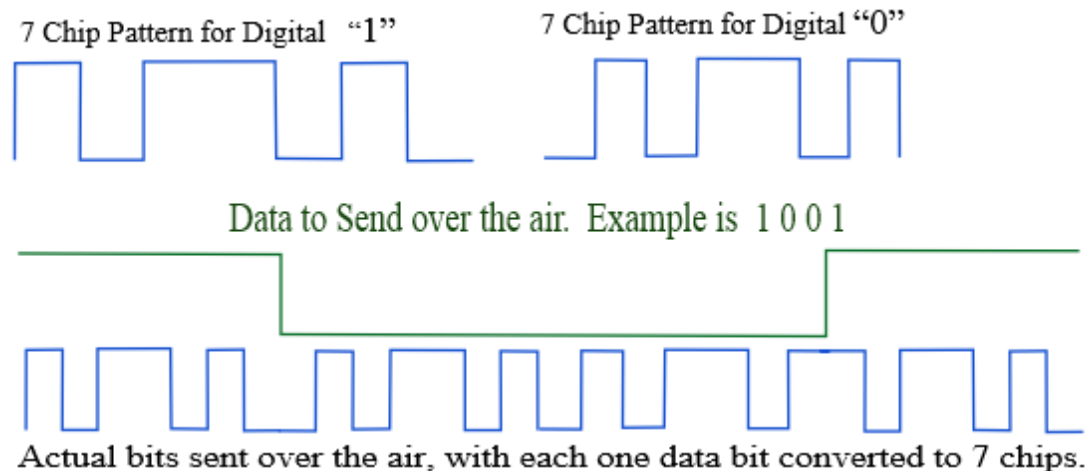 7 Chip Pattern for Digital “1”
7 Chip Pattern for Digital “0”
Data to Send over the air. Example is 1 0 0 1
Actual bits sent over the air, with each one data bit converted to 7 chips.